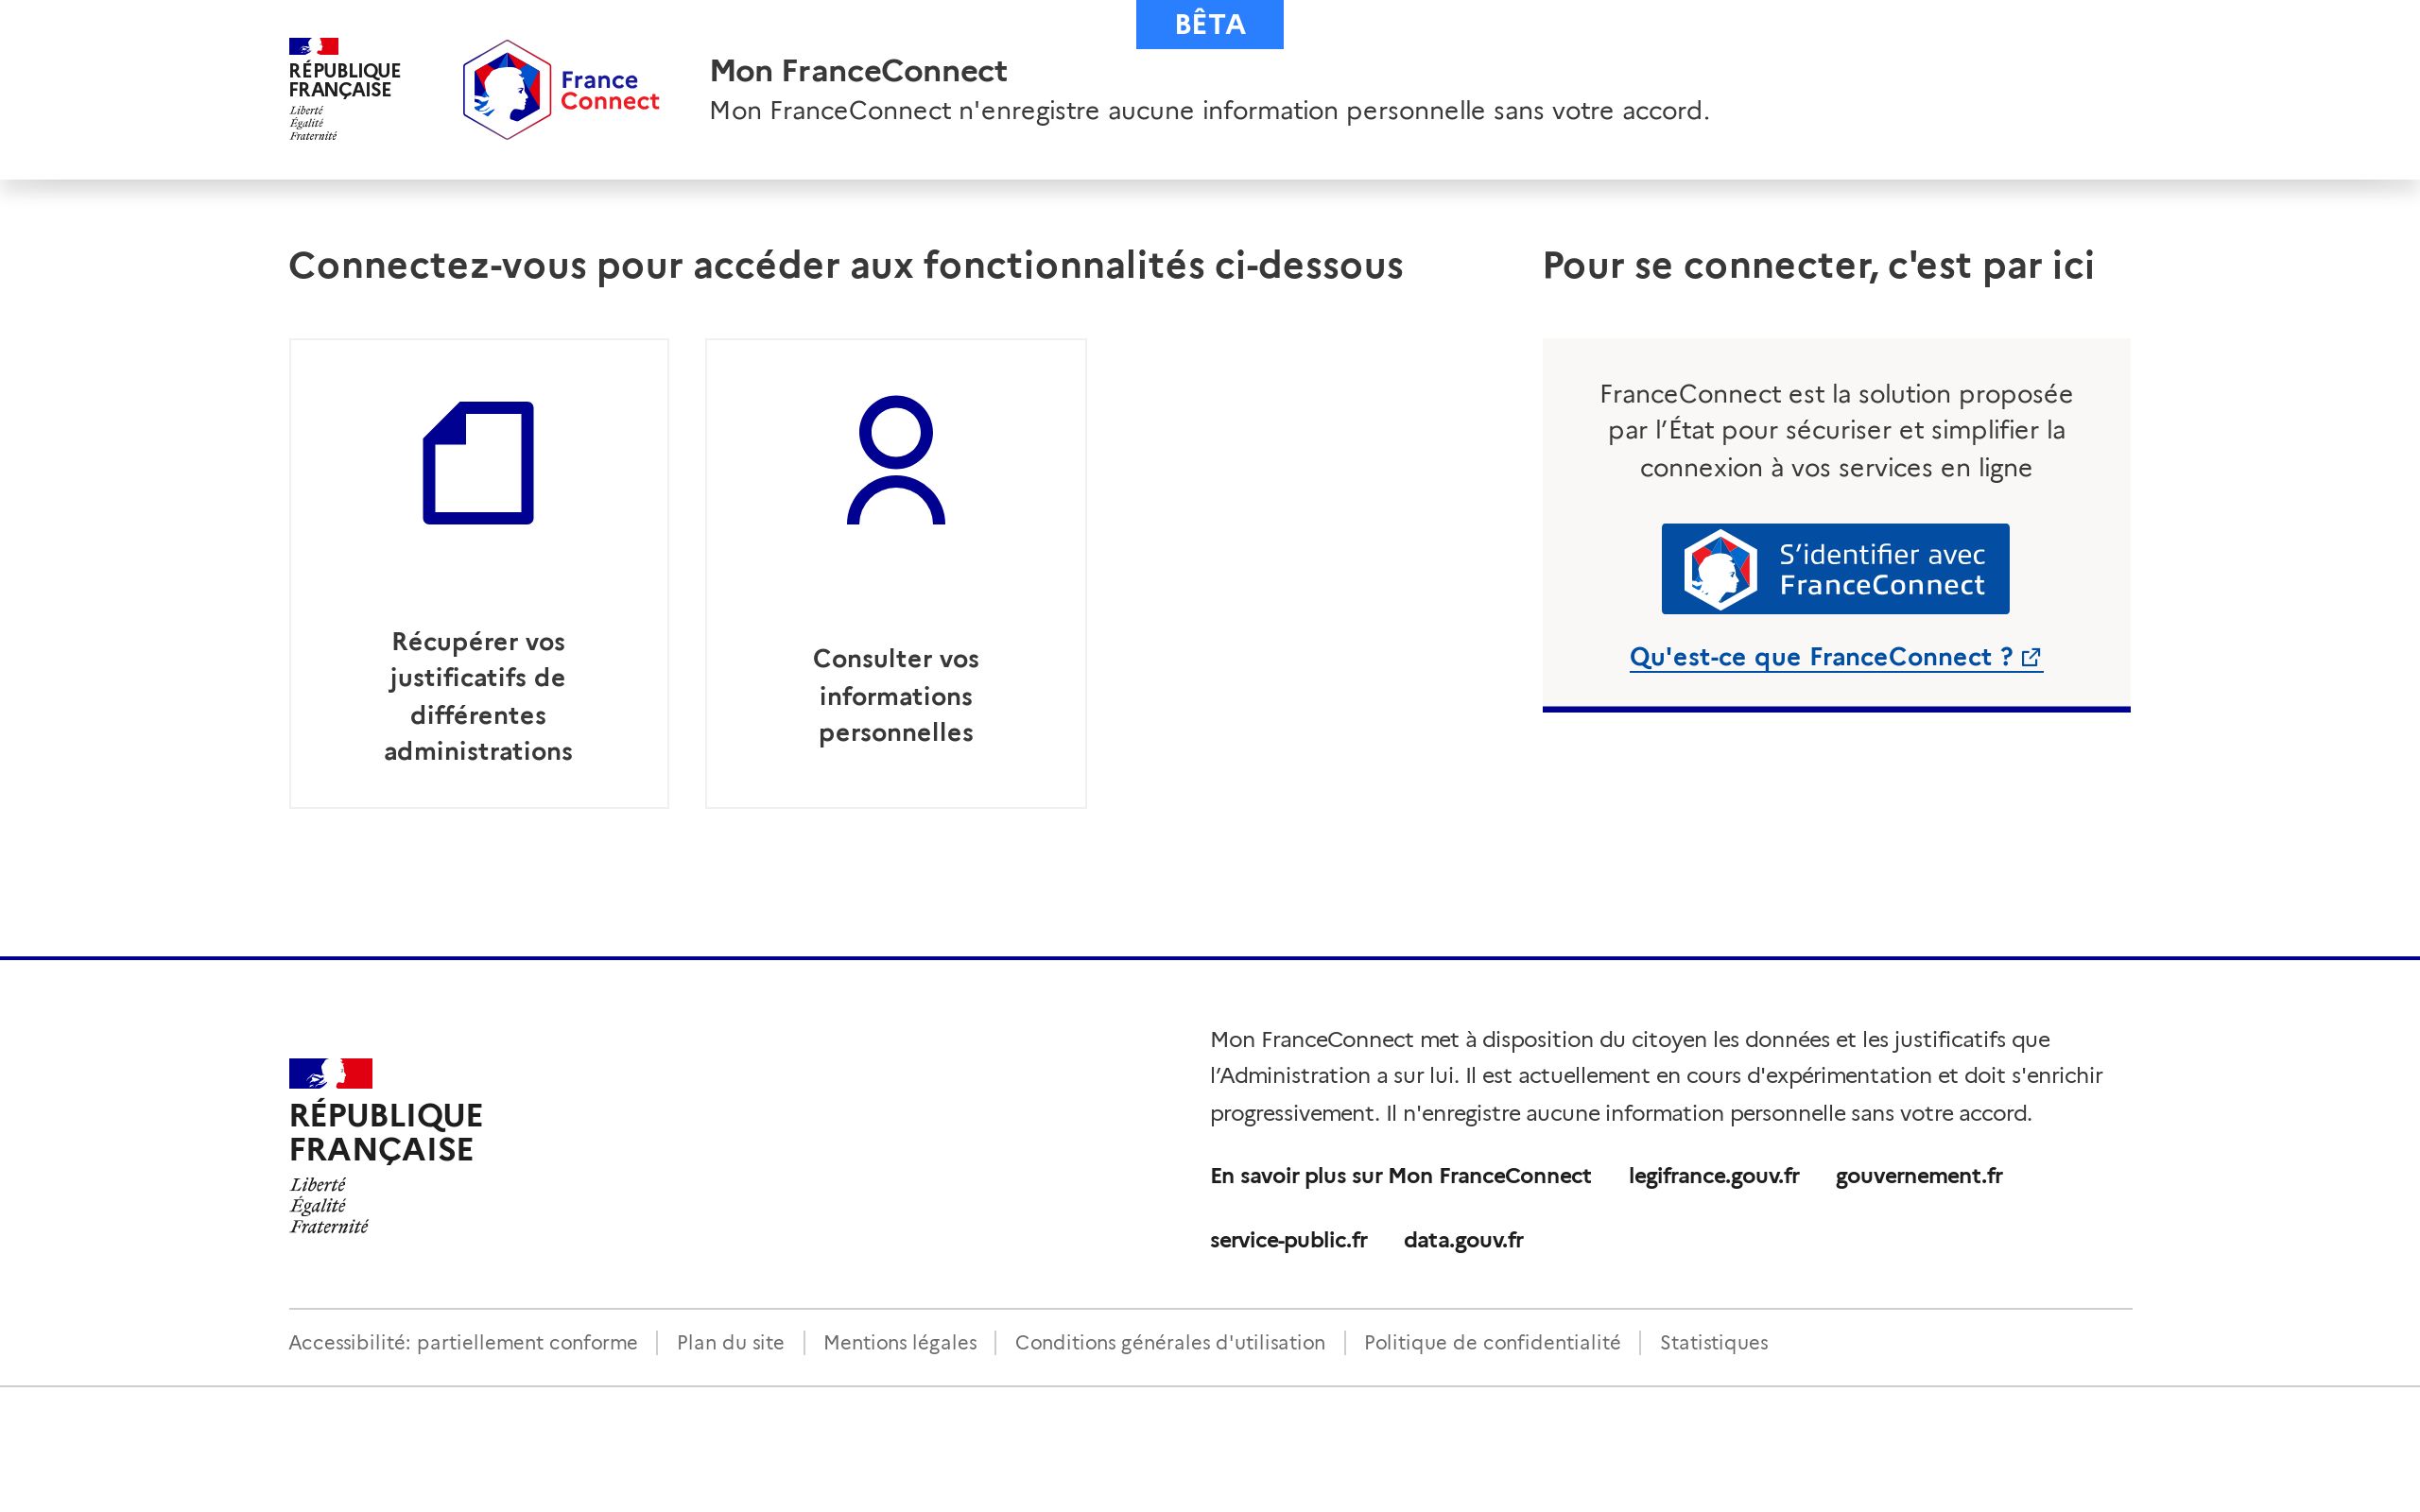 BÊTA
RÉPUBLIQUE
FRANÇAISE
Liberté
Égalité
Fraternité
France
Connect
Mon FranceConnect
Mon FranceConnect n'enregistre aucune information personnelle sans votre accord.
Connectez-vous pour accéder aux fonctionnalités ci-dessous
Récupérer vos
justificatifs de
différentes
administrations
Consulter vos
informations
personnelles
Pour se connecter, c'est par ici
FranceConnect est la solution proposée
par l’État pour sécuriser et simplifier la
connexion à vos services en ligne
S’identifier avec
FranceConnect
Qu'est-ce que FranceConnect ?
RÉPUBLIQUE
FRANÇAISE
Liberté
Égalité
Fraternité
Mon FranceConnect met à disposition du citoyen les données et les justificatifs que
l’Administration a sur lui. Il est actuellement en cours d'expérimentation et doit s'enrichir
progressivement. Il n'enregistre aucune information personnelle sans votre accord.
En savoir plus sur Mon FranceConnect legifrance.gouv.fr gouvernement.fr
service-public.fr data.gouv.fr
Accessibilité: partiellement conforme Plan du site Mentions légales Conditions générales d'utilisation Politique de confidentialité Statistiques